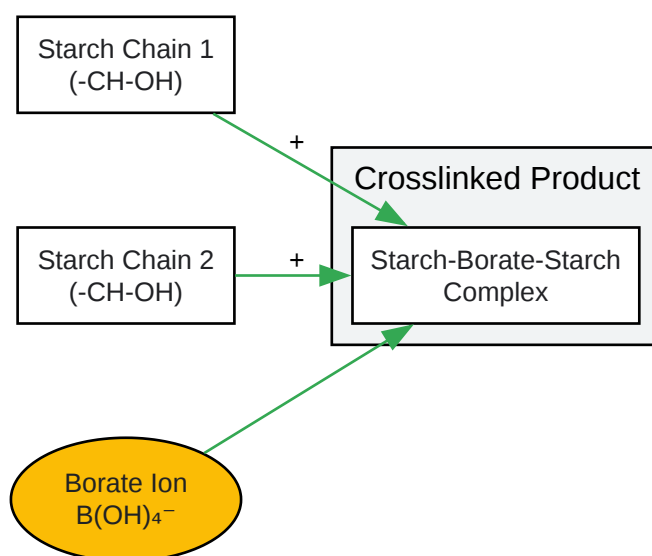 Starch Chain 1
(-CH-OH)
+
Crosslinked Product
Starch Chain 2
(-CH-OH)
+
Starch-Borate-Starch
Complex
Borate Ion
B(OH)₄⁻